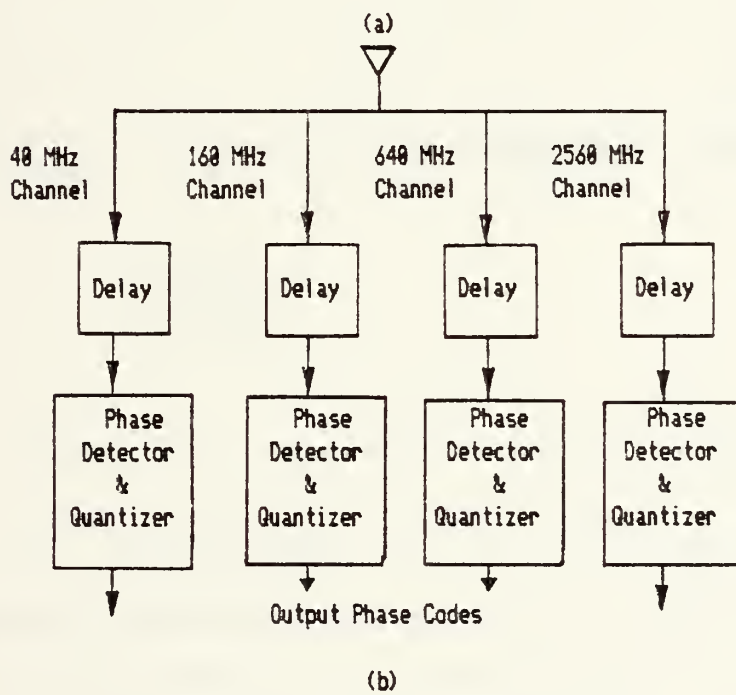 (a)
40 MHz
Channel
160 MHz
Channel
640 MHz
Channel
2560 MHz
Channel
Delay
Delay
Delay
Delay
Phase
Detector
&
Quantizer
Phase
Detector
&
Quantizer
Phase
Detector
&
Quantizer
Phase
Detector
&
Quantizer
Output Phase Codes
(b)